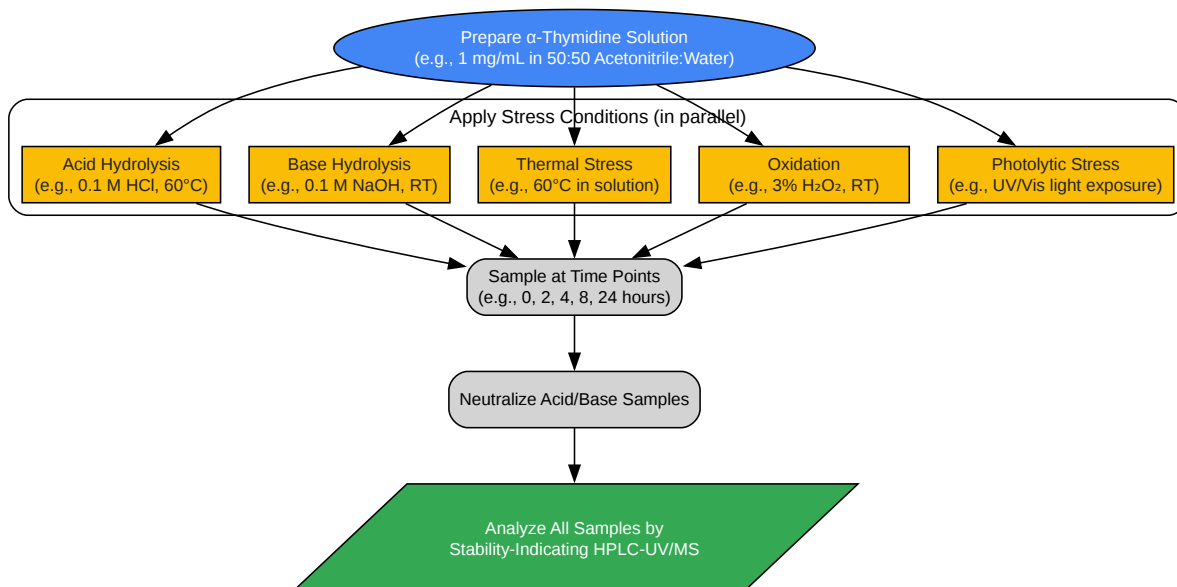 Prepare α-Thymidine Solution
(e.g., 1 mg/mL in 50:50 Acetonitrile:Water)
Apply Stress Conditions (in parallel)
Acid Hydrolysis
(e.g., 0.1 M HCl, 60°C)
Base Hydrolysis
(e.g., 0.1 M NaOH, RT)
Thermal Stress
(e.g., 60°C in solution)
Oxidation
(e.g., 3% H₂O₂, RT)
Photolytic Stress
(e.g., UV/Vis light exposure)
Sample at Time Points
(e.g., 0, 2, 4, 8, 24 hours)
Neutralize Acid/Base Samples
Analyze All Samples by
Stability-Indicating HPLC-UV/MS